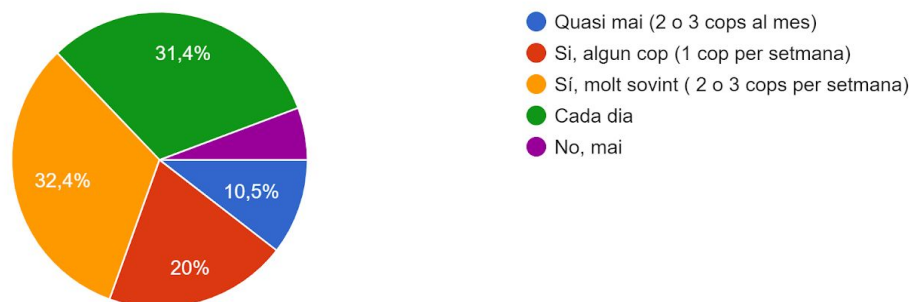 31,4%
32,4%
10,5%
20%
Quasi mai (2 o 3 cops al mes)
Si, algun cop (1 cop per setmana)
Sí, molt sovint ( 2 o 3 cops per setmana)
Cada dia
No, mai